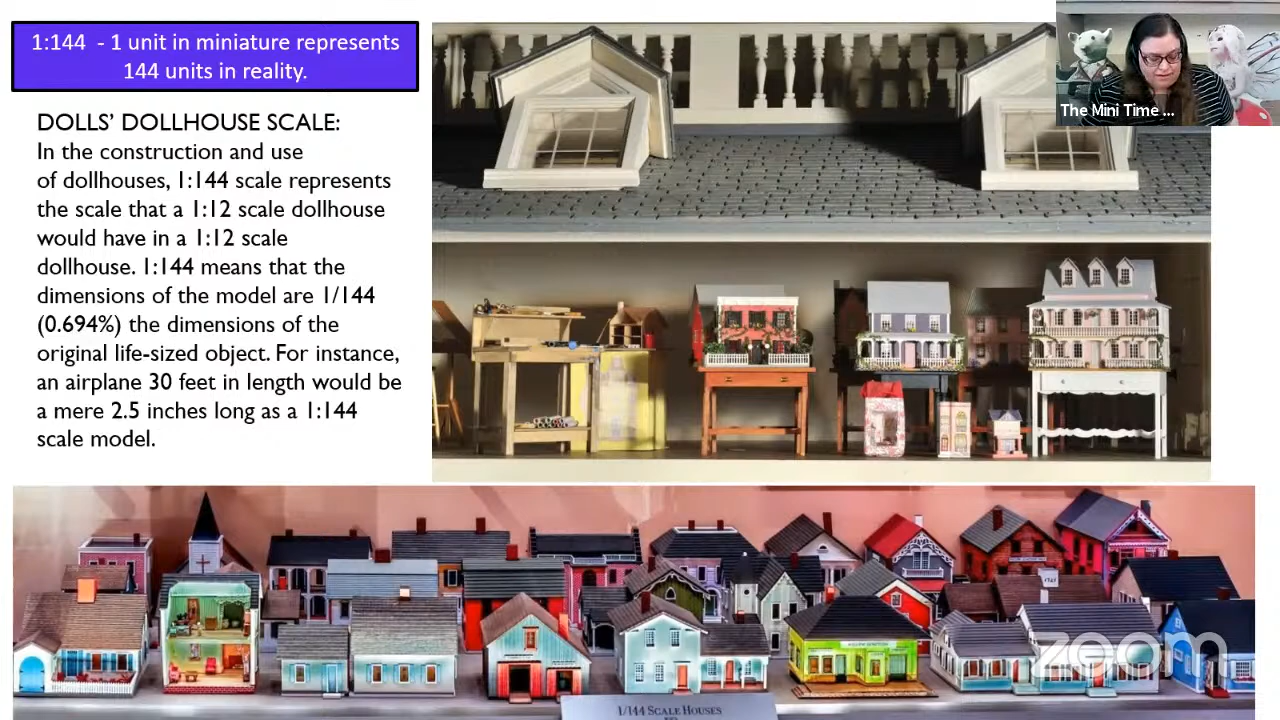 1:144 - 1 unit in miniature represents
144 units in reality.
DOLLS’ DOLLHOUSE SCALE:
In the construction and use
of dollhouses, 1:144 scale represents
the scale that a 1:12 scale dollhouse
would have in a 1:12 scale
dollhouse. 1:144 means that the
dimensions of the model are 1/144
(0.694%) the dimensions of the
original life-sized object. For instance,
an airplane 30 feet in length would be
a mere 2.5 inches long as a 1:144
scale model.
The Mini Time ...
zoom
1/144 SCALE HOUSES